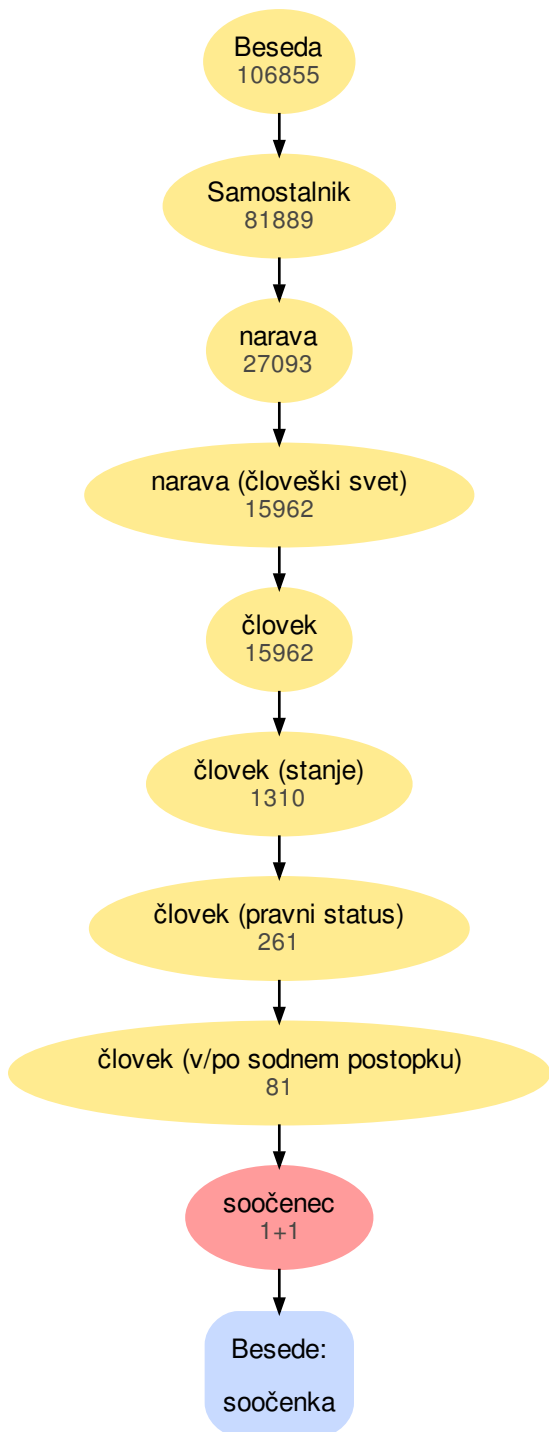 Beseda
106855
Samostalnik
81889
narava
27093
narava (človeški svet)
15962
človek
15962
človek (stanje)
1310
človek (pravni status)
261
človek (v/po sodnem postopku)
81
soočenec
1+1
Besede:
soočenka